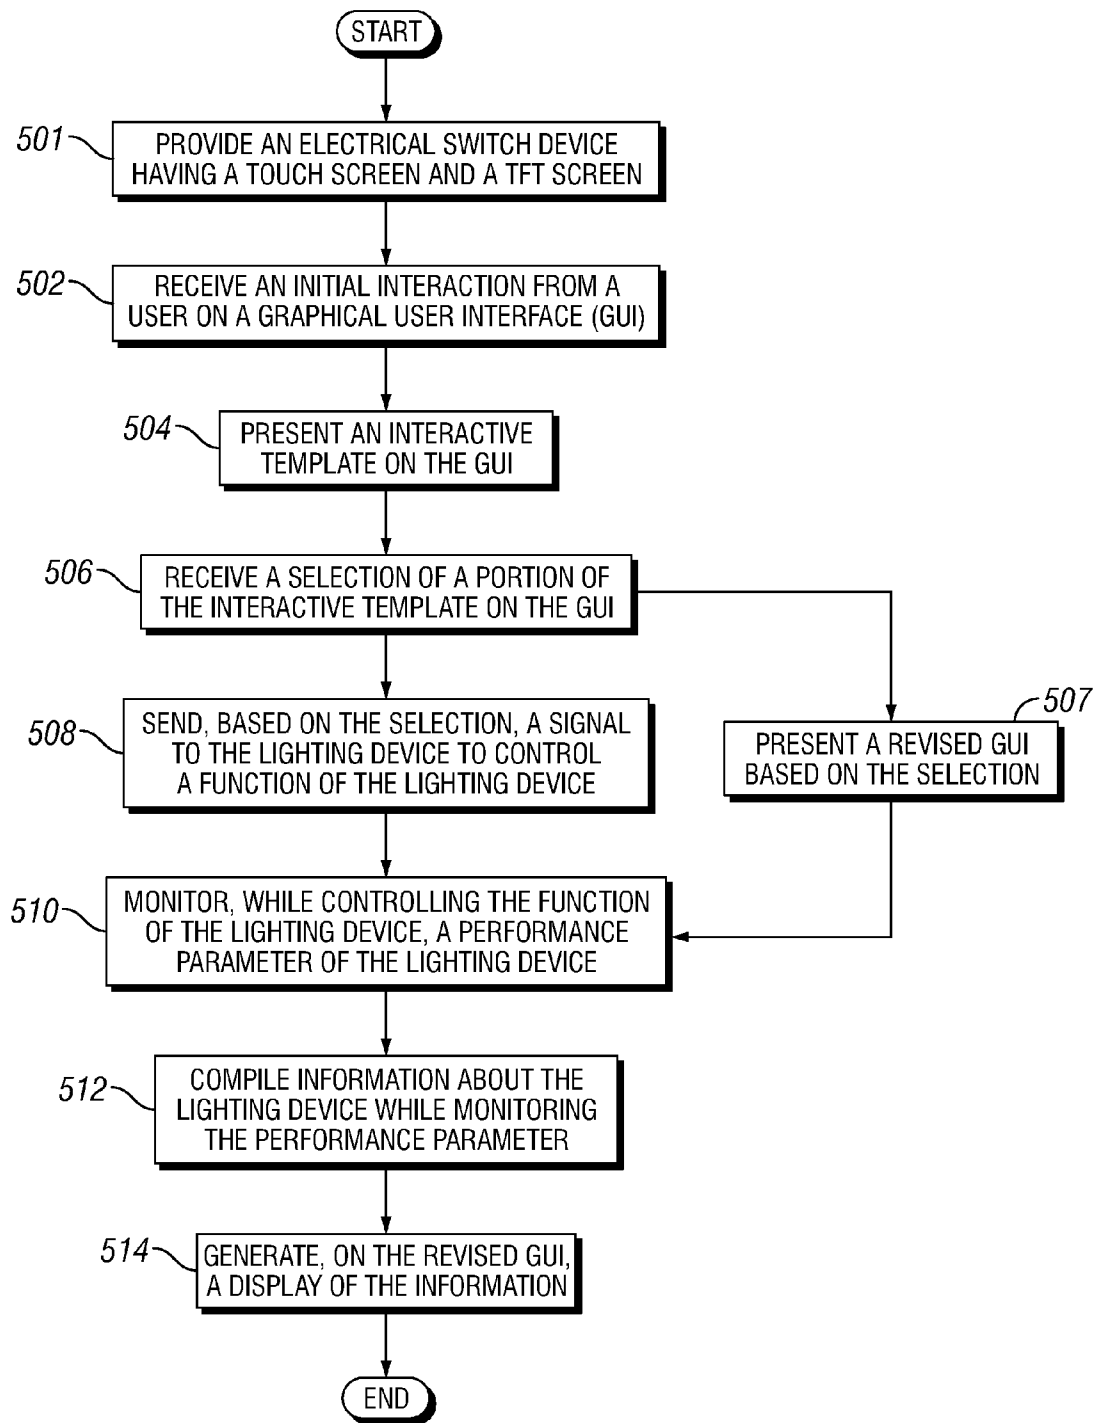 START
501
PROVIDE AN ELECTRICAL SWITCH DEVICE
HAVING A TOUCH SCREEN AND A TFT SCREEN
502
RECEIVE AN INITIAL INTERACTION FROM A
USER ON A GRAPHICAL USER INTERFACE (GUI)
504
PRESENT AN INTERACTIVE
TEMPLATE ON THE GUI
506
RECEIVE A SELECTION OF A PORTION OF
THE INTERACTIVE TEMPLATE ON THE GUI
508
SEND, BASED ON THE SELECTION, A SIGNAL
TO THE LIGHTING DEVICE TO CONTROL
A FUNCTION OF THE LIGHTING DEVICE
507
PRESENT A REVISED GUI
BASED ON THE SELECTION
510
MONITOR, WHILE CONTROLLING THE FUNCTION
OF THE LIGHTING DEVICE, A PERFORMANCE
PARAMETER OF THE LIGHTING DEVICE
512
COMPILE INFORMATION ABOUT THE
LIGHTING DEVICE WHILE MONITORING
THE PERFORMANCE PARAMETER
514
GENERATE, ON THE REVISED GUI,
A DISPLAY OF THE INFORMATION
END